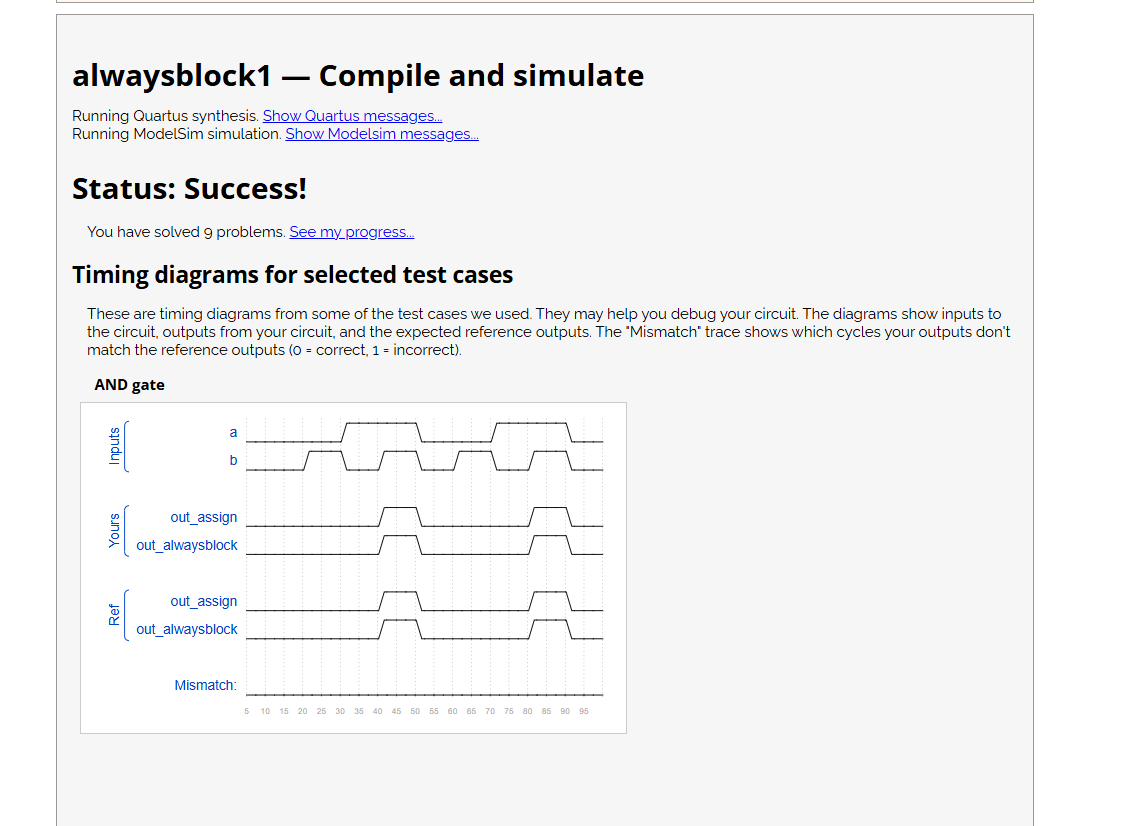 alwaysblock1 — Compile and simulate
Running Quartus synthesis. Show Quartus messages...
Running ModelSim simulation. Show Modelsim messages...
Status: Success!
You have solved 9 problems. See my progress...
Timing diagrams for selected test cases
These are timing diagrams from some of the test cases we used. They may help you debug your circuit. The diagrams show inputs to
the circuit, outputs from your circuit, and the expected reference outputs. The "Mismatch" trace shows which cycles your outputs don't
match the reference outputs (0 = correct, 1 = incorrect).
AND gate
Inputs
a
b
Yours
out_assign
out_alwaysblock
Ref
out_assign
out_alwaysblock
Mismatch:
5 10 15 20 25 30 35 40 45 50 55 60 65 70 75 80 85 90 95